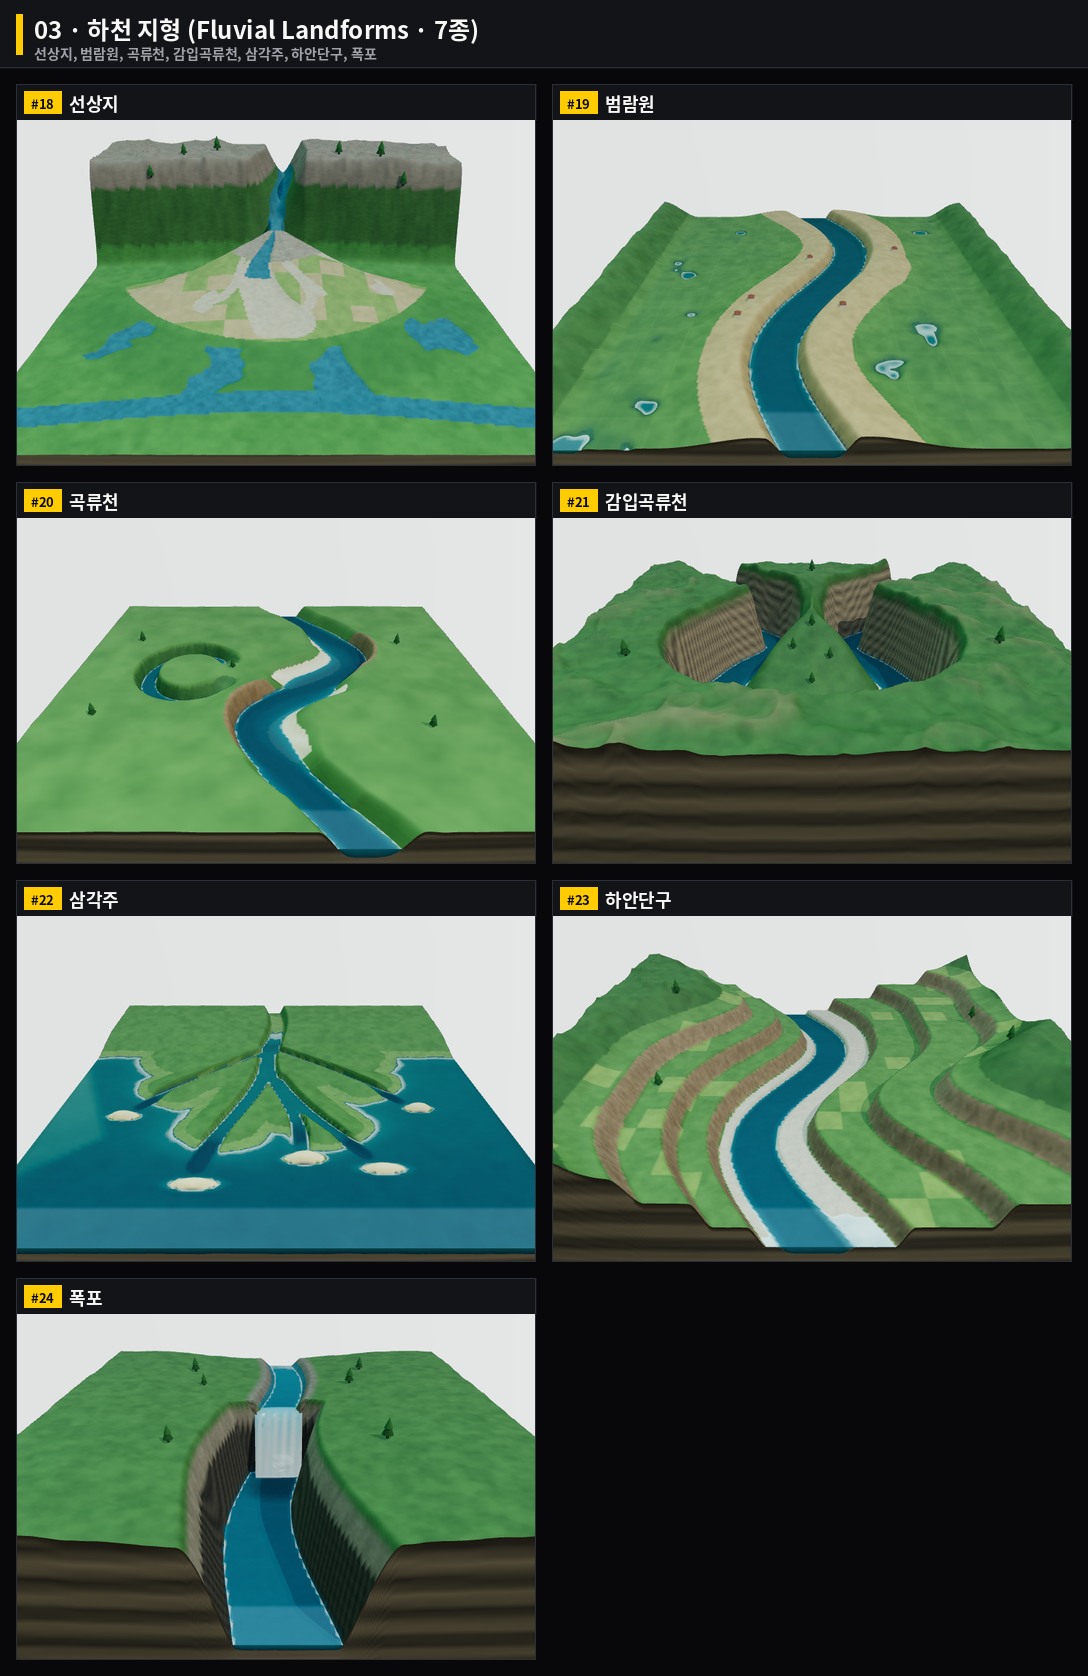 03 · 하천 지형 (Fluvial Landforms · 7종)
선상지, 범람원, 곡류천, 감입곡류천, 삼각주, 하안단구, 폭포
#18 선상지
#19 범람원
#20 곡류천
#21 감입곡류천
#22 삼각주
#23 하안단구
#24 폭포